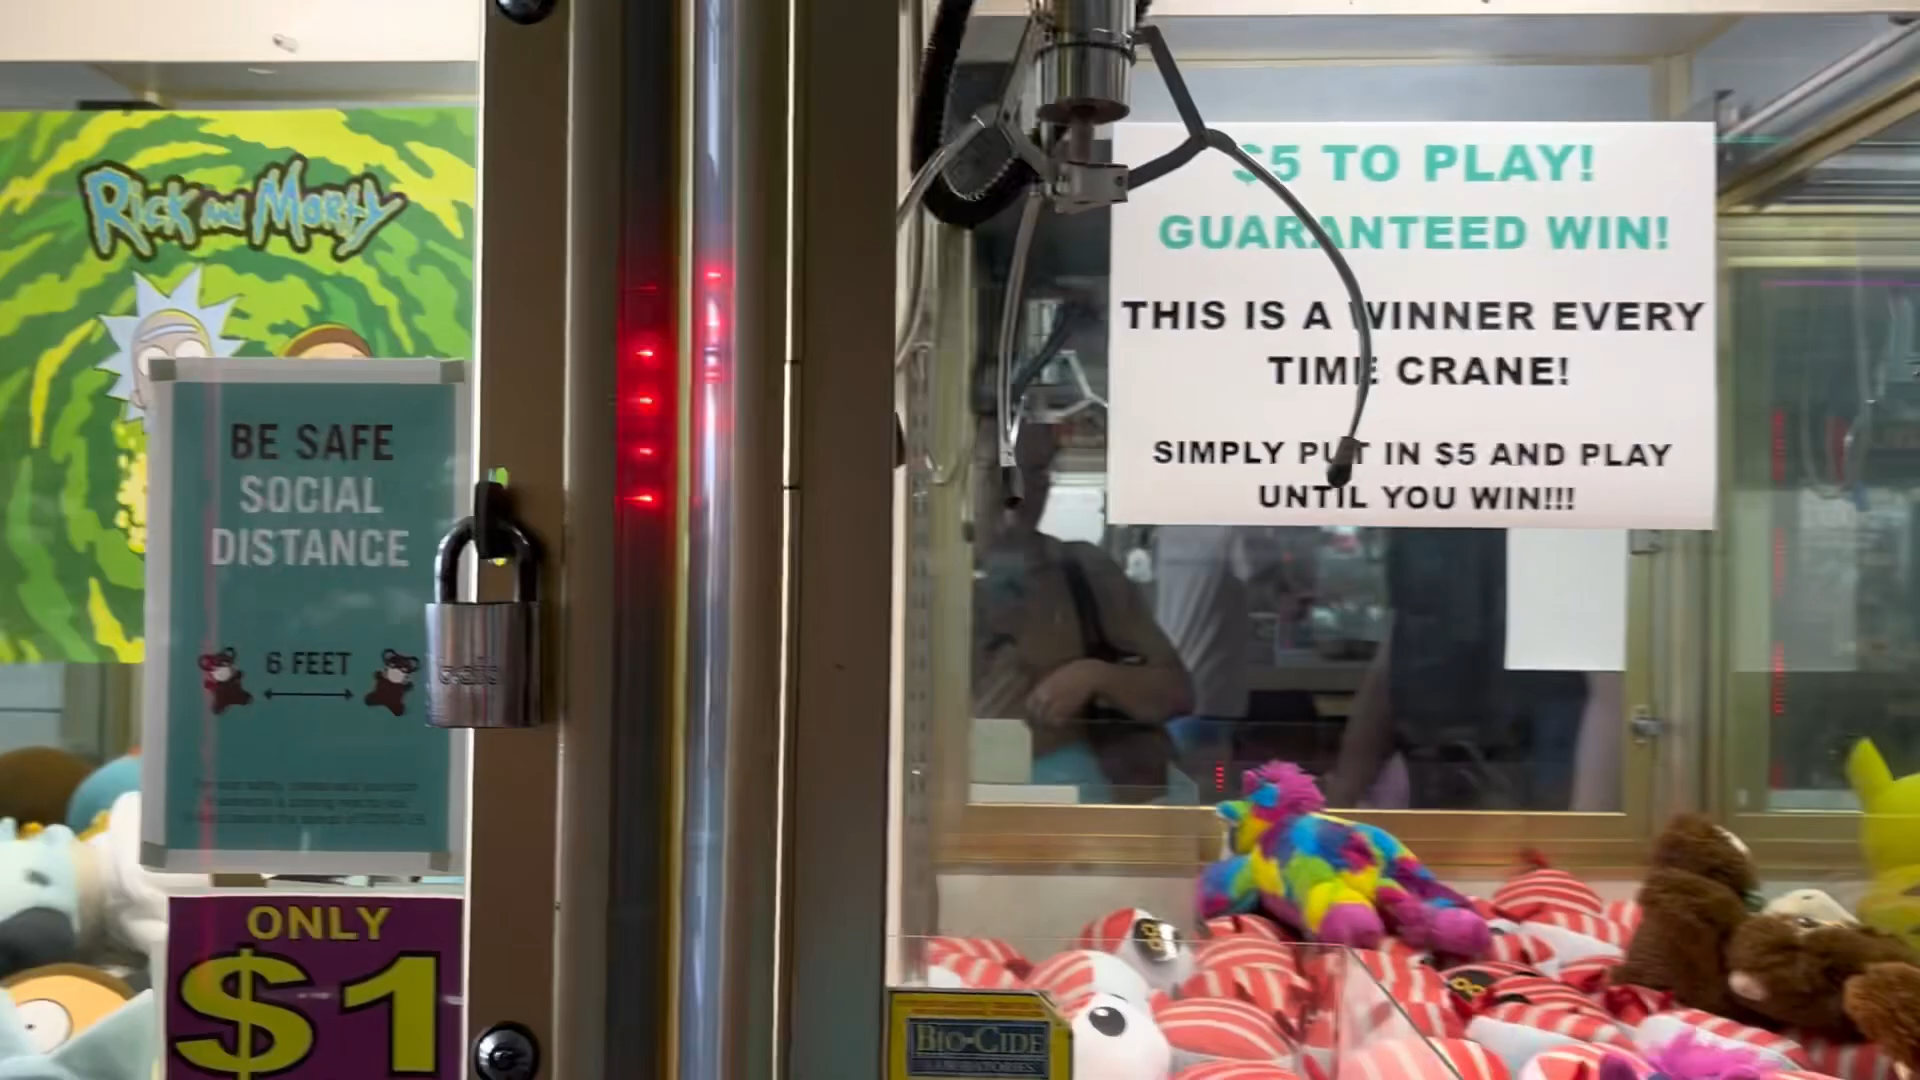 Rick and Morty
BE SAFE
SOCIAL
DISTANCE
6 FEET
ONLY
$1
$5 TO PLAY!
GUARANTEED WIN!
THIS IS A WINNER EVERY
TIME CRANE!
SIMPLY PUT IN $5 AND PLAY
UNTIL YOU WIN!!!
BIO-CIDE
LABORATORIES